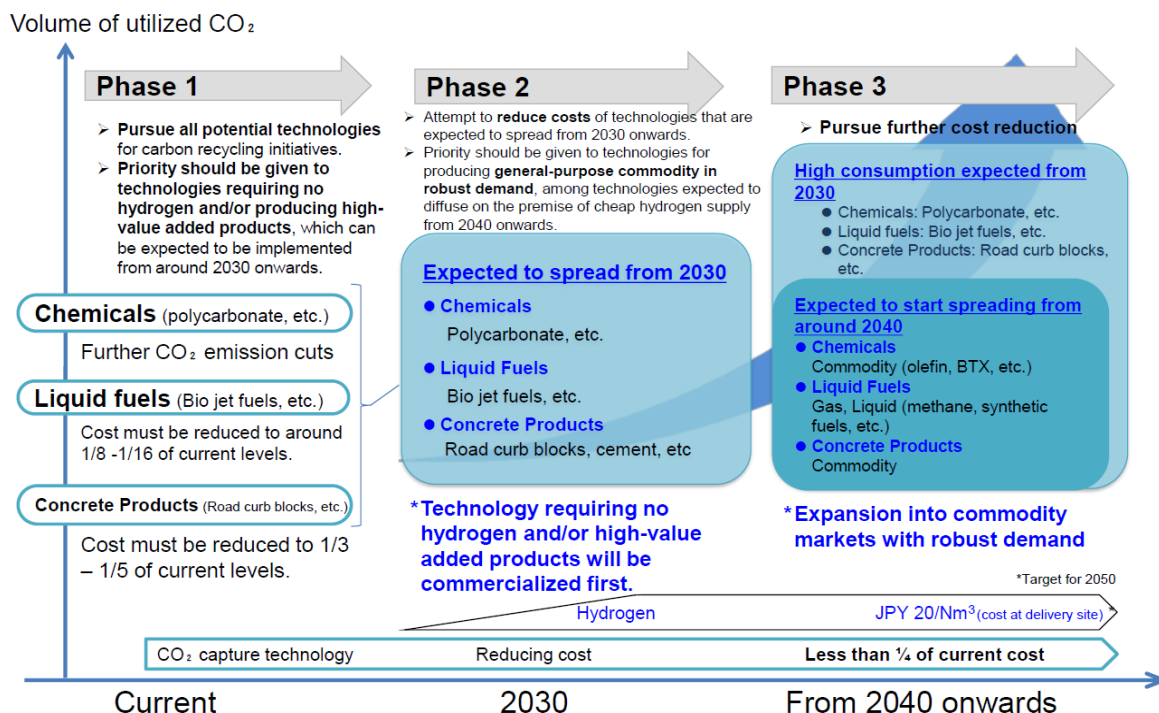 Volume of utilized CO₂
Phase 1
➢ Pursue all potential technologies
for carbon recycling initiatives.
➢ Priority should be given to
technologies requiring no
hydrogen and/or producing high-
value added products, which can
be expected to be implemented
from around 2030 onwards.
Chemicals (polycarbonate, etc.)
Further CO₂ emission cuts
Liquid fuels (Bio jet fuels, etc.)
Cost must be reduced to around
1/8 -1/16 of current levels.
Concrete Products (Road curb blocks, etc.)
Cost must be reduced to 1/3
– 1/5 of current levels.
Phase 2
➢ Attempt to reduce costs of technologies that are
expected to spread from 2030 onwards.
➢ Priority should be given to technologies for
producing general-purpose commodity in
robust demand, among technologies expected to
diffuse on the premise of cheap hydrogen supply
from 2040 onwards.
Expected to spread from 2030
● Chemicals
Polycarbonate, etc.
● Liquid Fuels
Bio jet fuels, etc.
● Concrete Products
Road curb blocks, cement, etc
*Technology requiring no
hydrogen and/or high-value
added products will be
commercialized first.
Phase 3
➢ Pursue further cost reduction
High consumption expected from
2030
● Chemicals: Polycarbonate, etc.
● Liquid fuels: Bio jet fuels, etc.
● Concrete Products: Road curb blocks,
etc.
Expected to start spreading from
around 2040
● Chemicals
Commodity (olefin, BTX, etc.)
● Liquid Fuels
Gas, Liquid (methane, synthetic
fuels, etc.)
● Concrete Products
Commodity
*Expansion into commodity
markets with robust demand
*Target for 2050
Hydrogen JPY 20/Nm³ (cost at delivery site) *
CO₂ capture technology Reducing cost Less than ¼ of current cost
Current 2030 From 2040 onwards